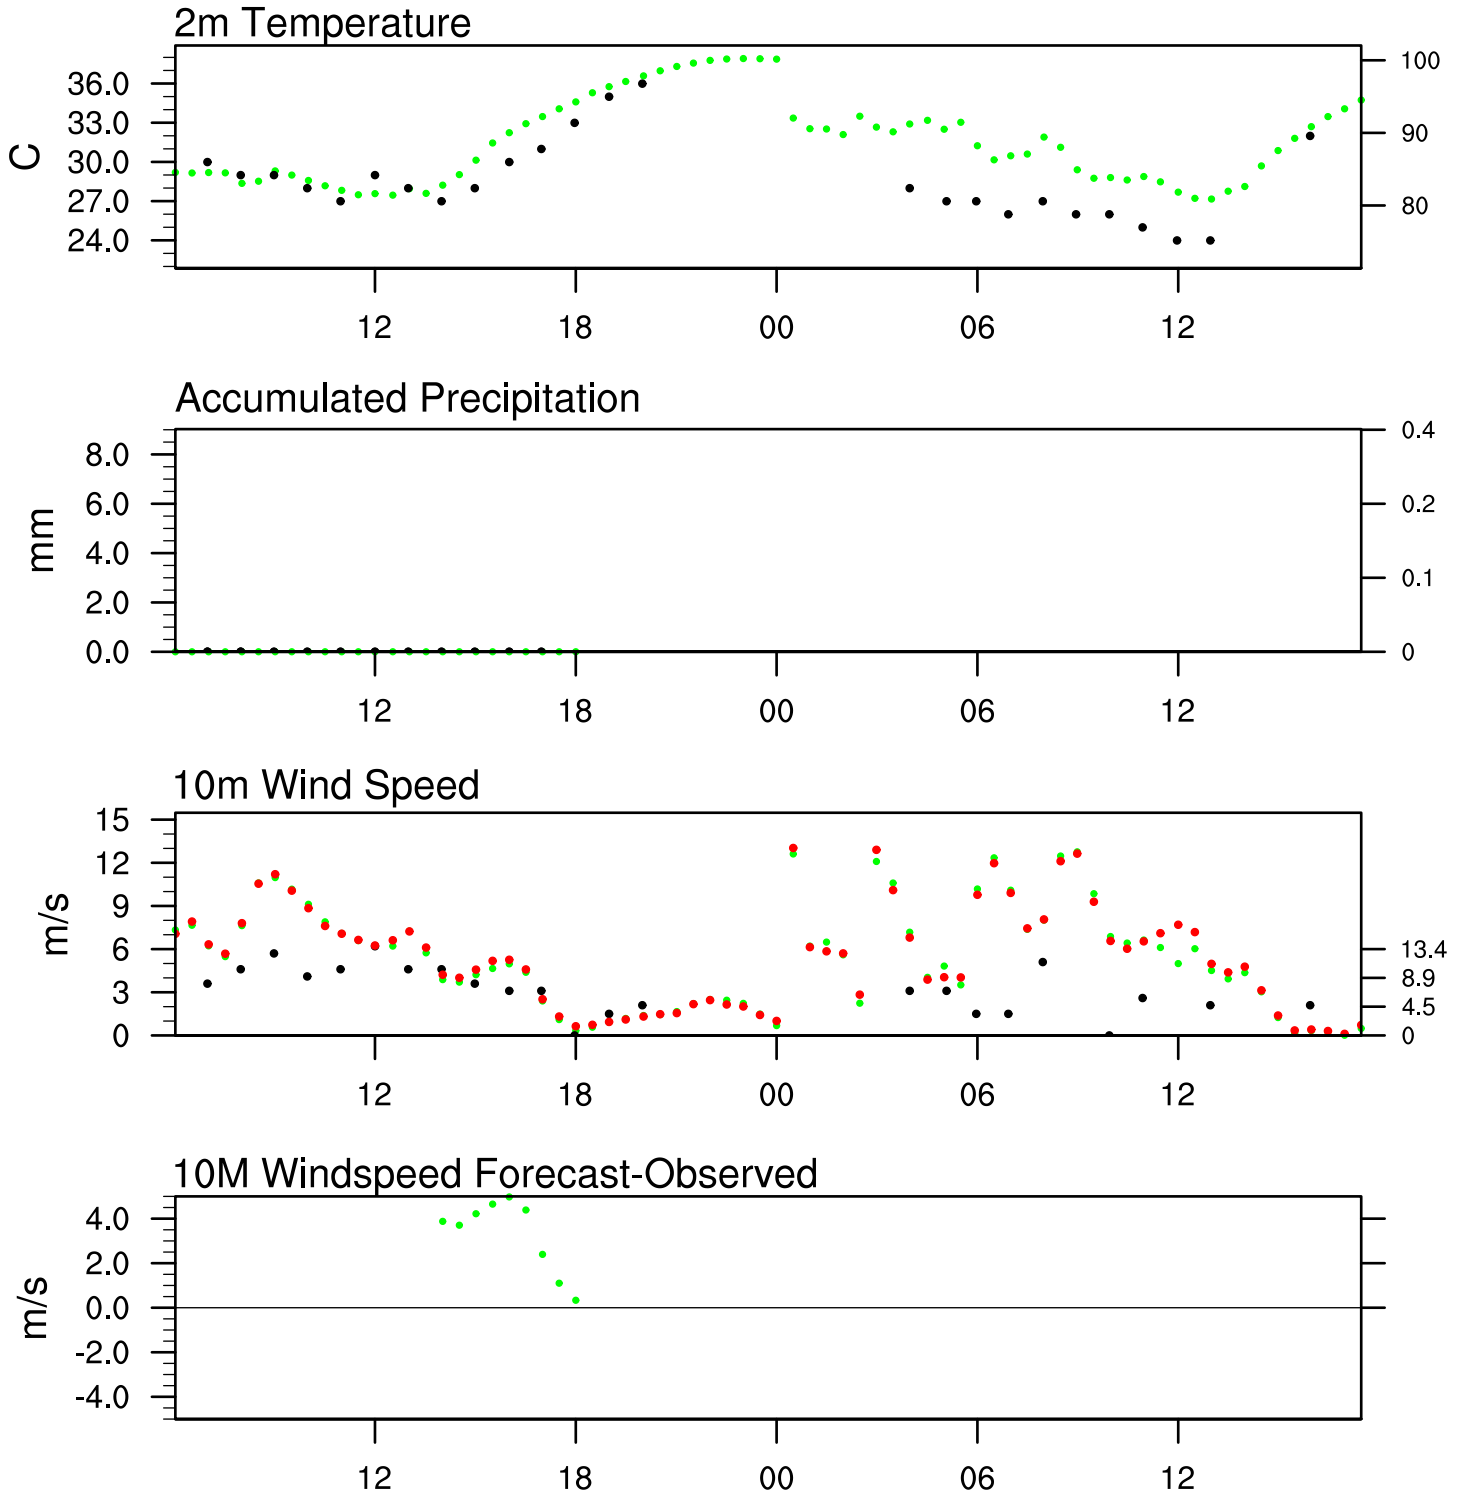 2m Temperature
C
36.0
33.0
30.0
27.0
24.0
100
90
80
12 18 00 06 12
Accumulated Precipitation
mm
8.0
6.0
4.0
2.0
0.0
0.4
0.2
0.1
0
12 18 00 06 12
10m Wind Speed
m/s
15
12
9
6
3
0
13.4
8.9
4.5
0
12 18 00 06 12
10M Windspeed Forecast-Observed
m/s
4.0
2.0
0.0
-2.0
-4.0
12 18 00 06 12